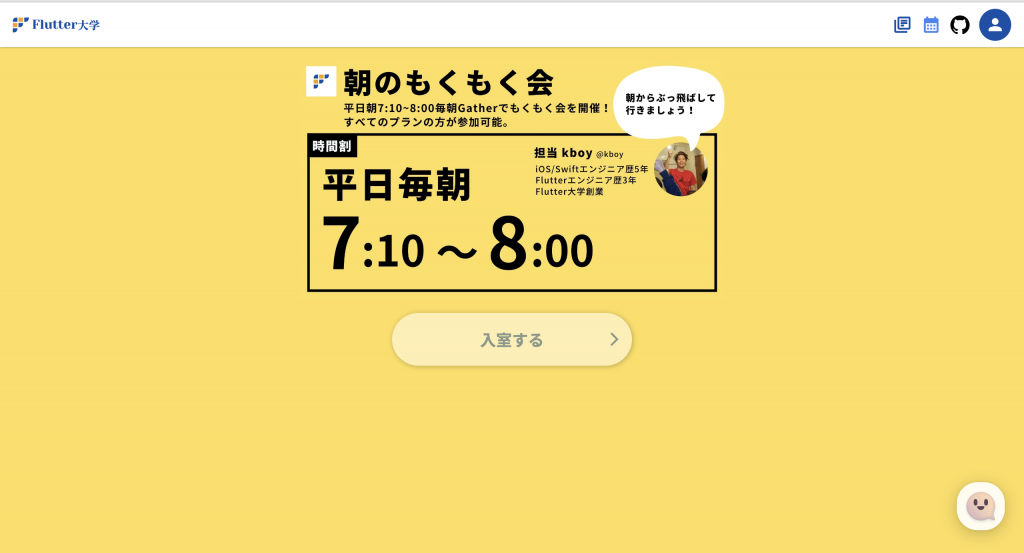 Flutter大学
朝のもくもく会
平日朝7:10~8:00毎朝Gatherでもくもく会を開催！
すべてのプランの方が参加可能。
朝からぶっ飛ばして
行きましょう！
時間割
担当 kboy @kboy
iOS/Swiftエンジニア歴5年
Flutterエンジニア歴3年
Flutter大学創業
平日毎朝
7:10 〜 8:00
入室する